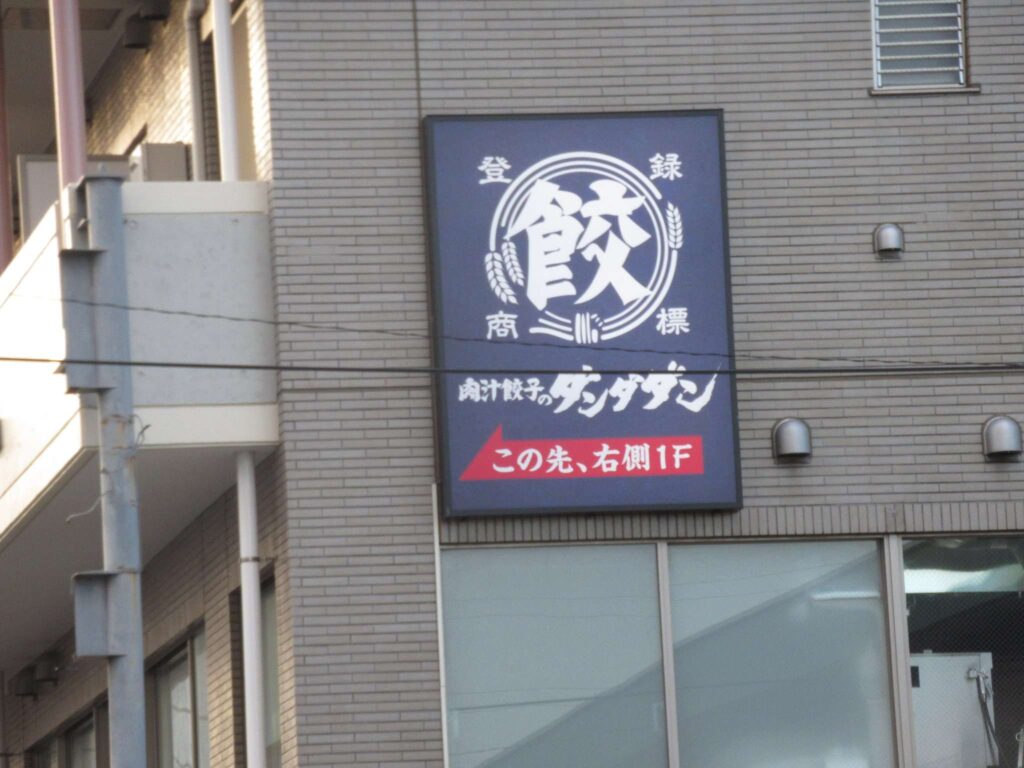 登録
餃
商標
肉汁餃子のダンダダン
この先、右側1F